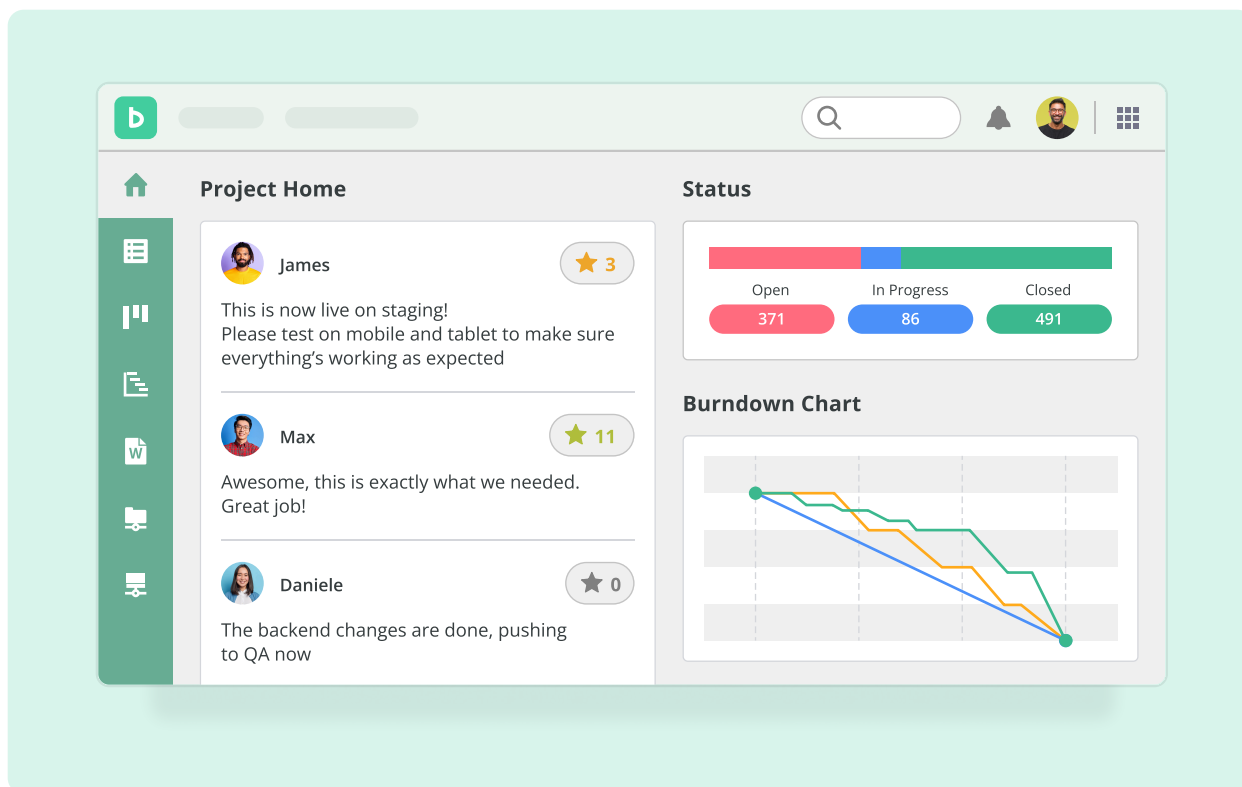 b
Project Home
James
3
This is now live on staging!
Please test on mobile and tablet to make sure
everything’s working as expected
Max
11
Awesome, this is exactly what we needed.
Great job!
Daniele
0
The backend changes are done, pushing
to QA now
W
Status
Open
In Progress
Closed
371
86
491
Burndown Chart